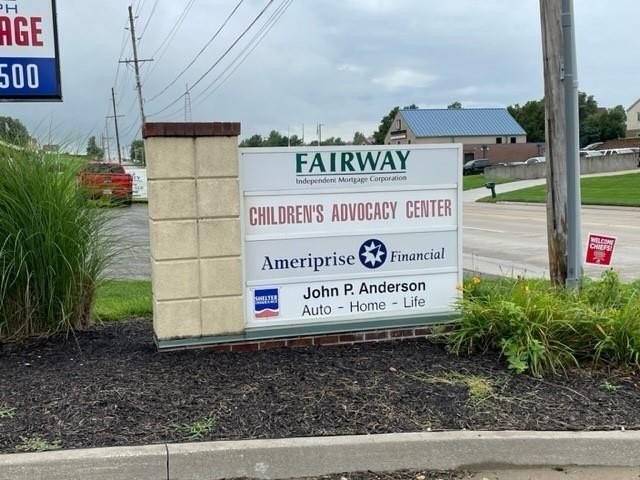 PH
AGE
500
FAIRWAY
Independent Mortgage Corporation
CHILDREN'S ADVOCACY CENTER
Ameriprise Financial
SHELTER
INSURANCE
John P. Anderson
Auto - Home - Life
WELCOME
CHIEFS!